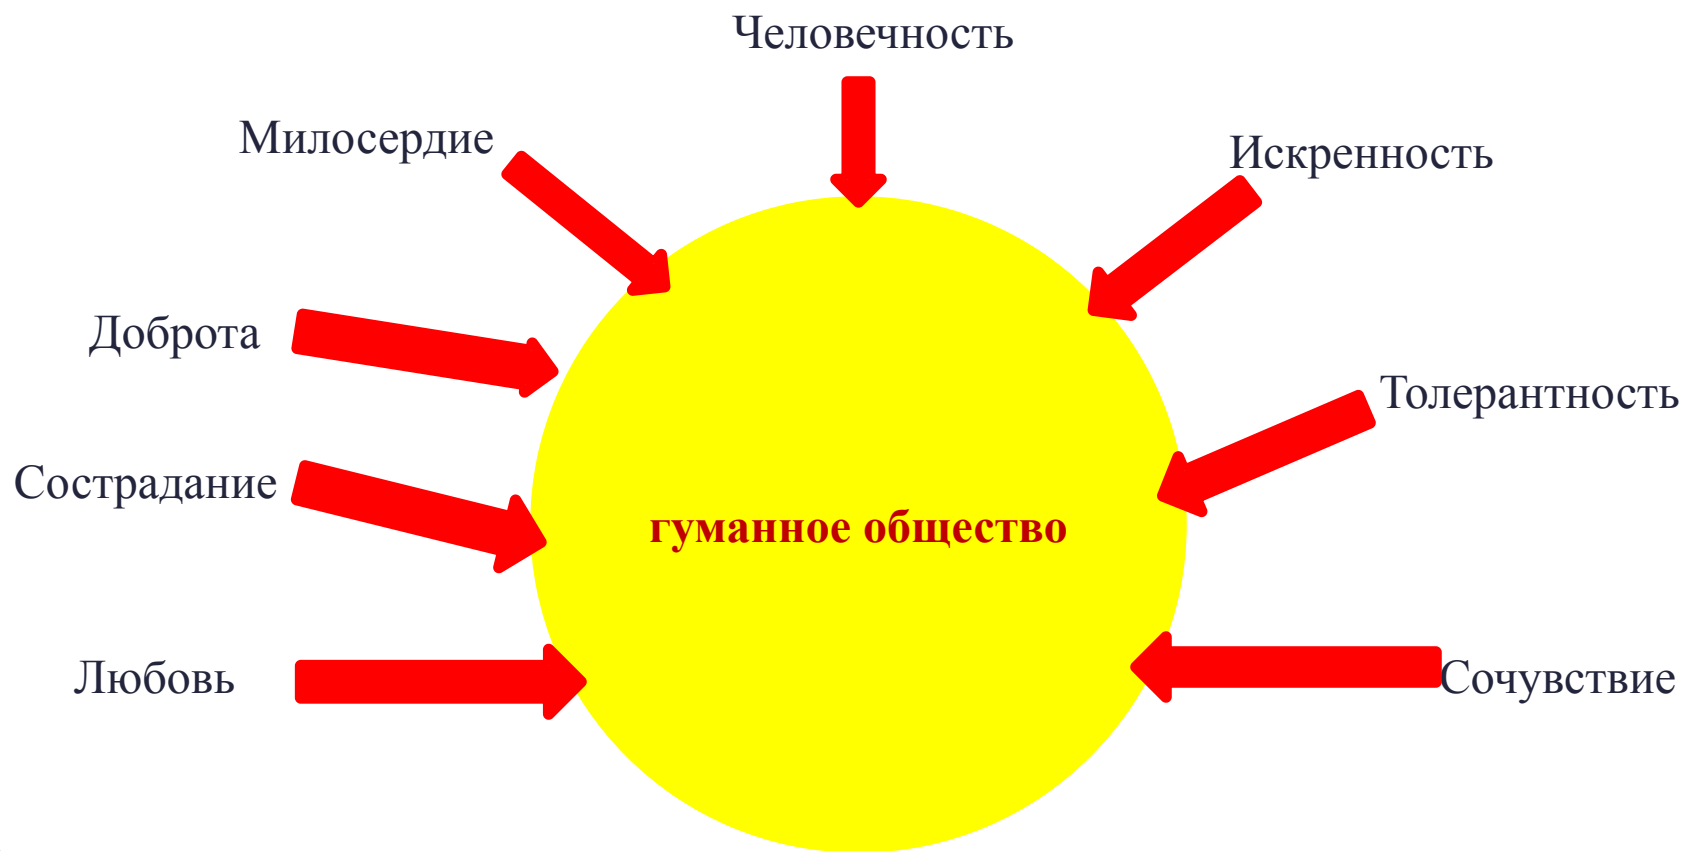 Человечность
Милосердие
Искренность
Доброта
Толерантность
Сострадание
гуманное общество
Любовь
Сочувствие